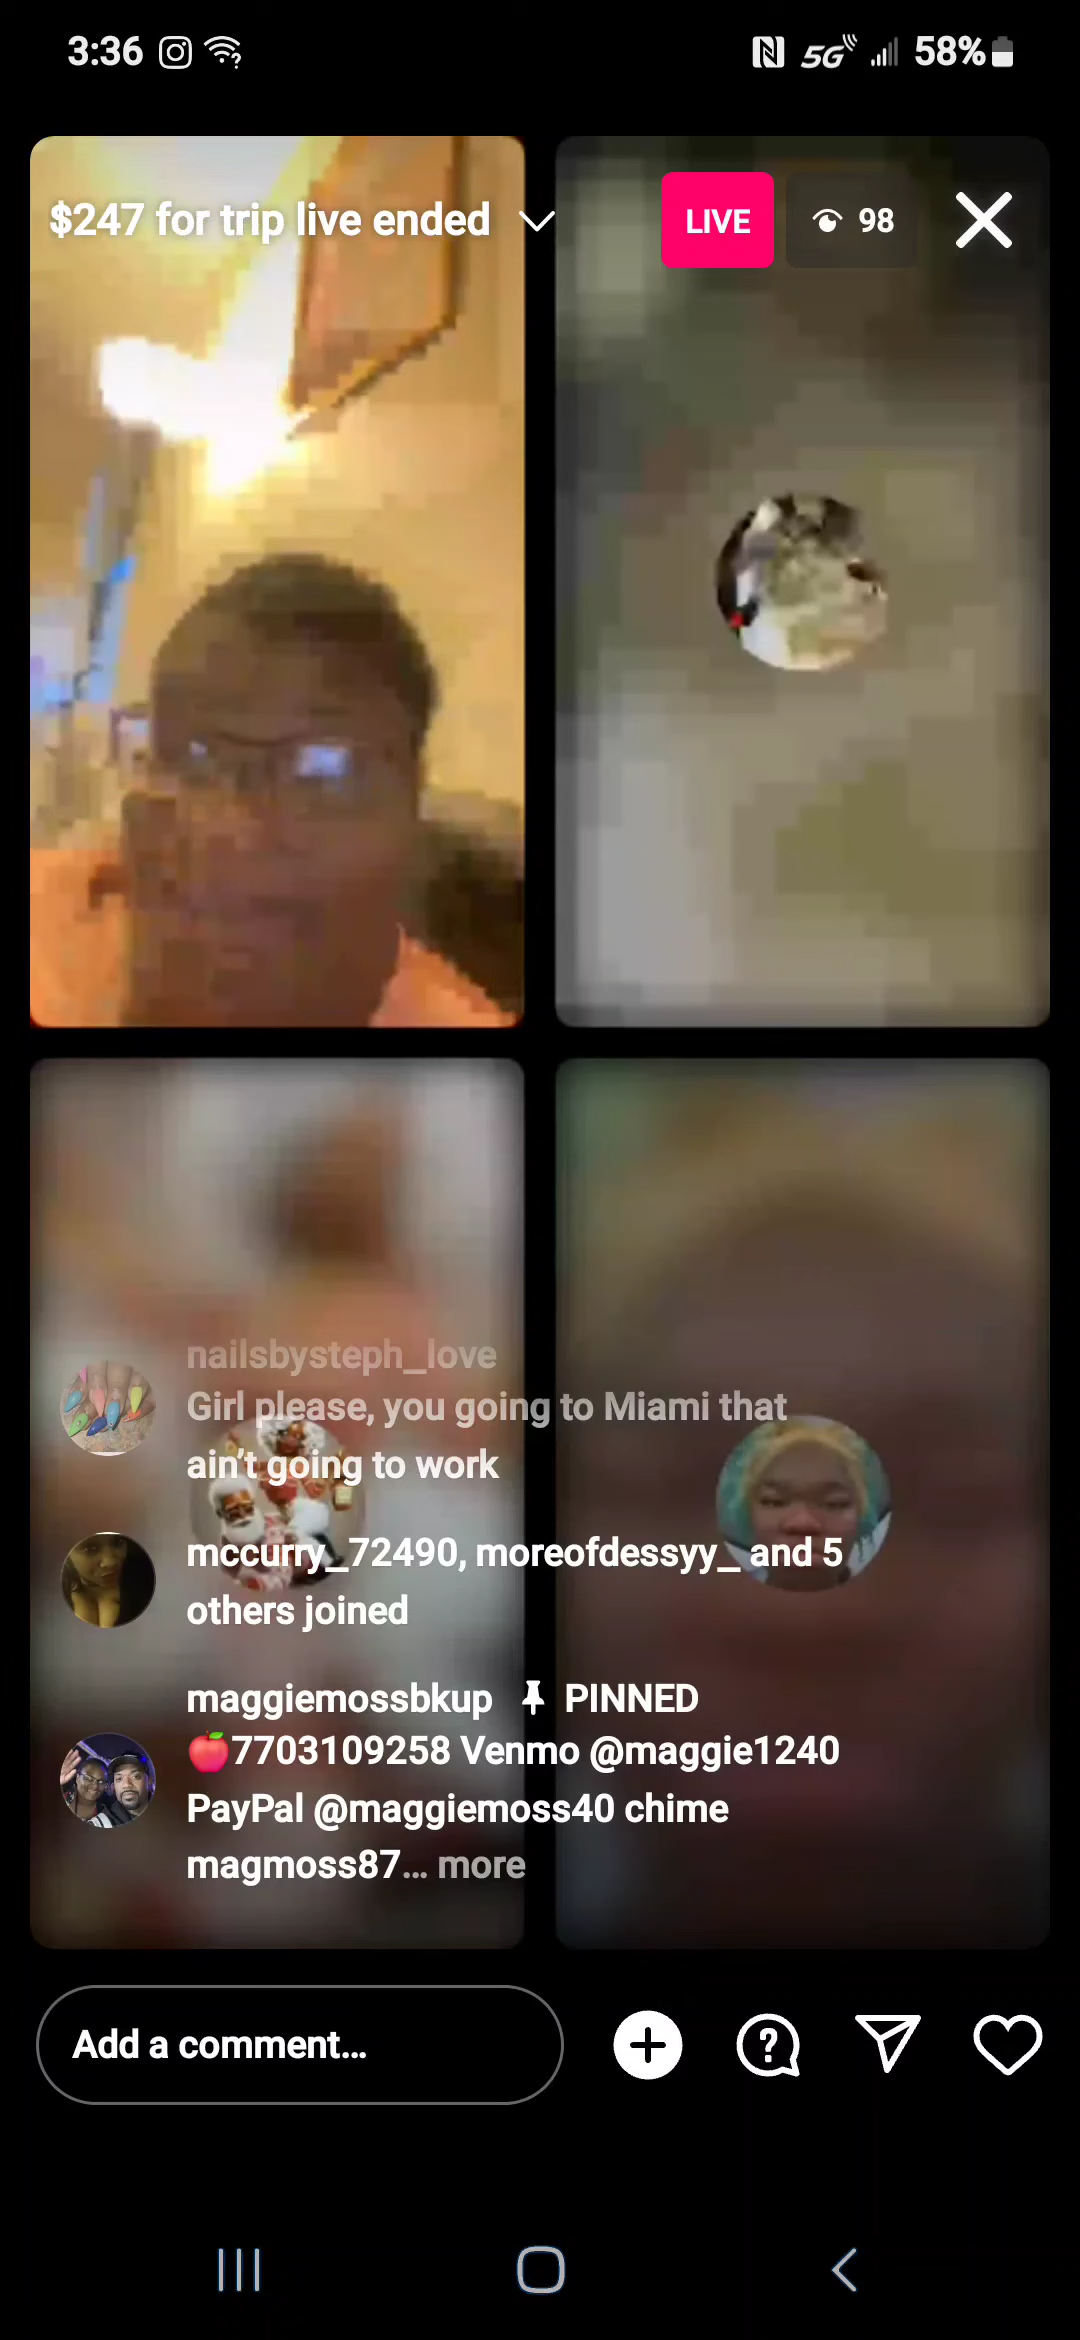 3:36 5G 58%
$247 for trip live ended LIVE 98
nailsbysteph_love
Girl please, you going to Miami that
ain't going to work
mccurry_72490, moreofdessyy_ and 5
others joined
maggiemossbkup PINNED
🍎7703109258 Venmo @maggie1240
PayPal @maggiemoss40 chime
magmoss87... more
Add a comment...